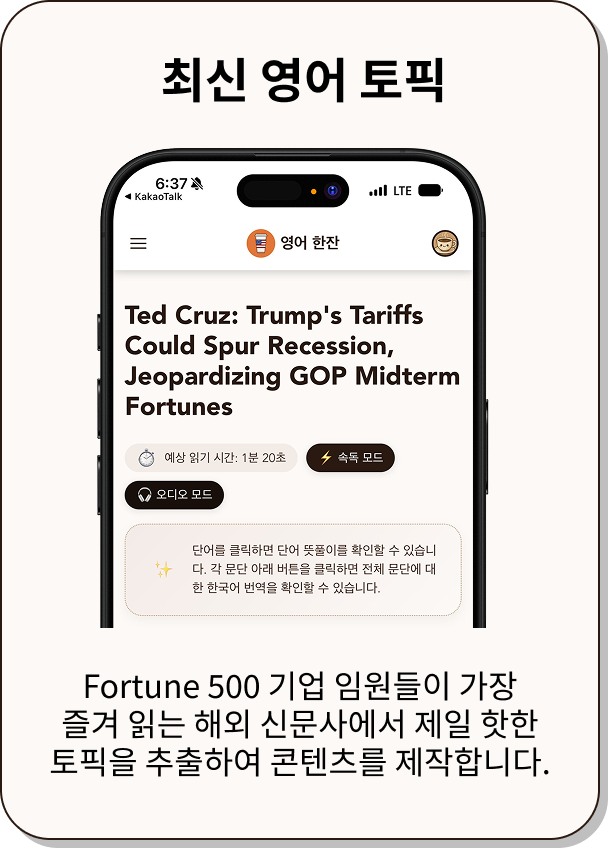 최신 영어 토픽
6:37
◀ KakaoTalk
LTE
영어 한잔
Ted Cruz: Trump's Tariffs
Could Spur Recession,
Jeopardizing GOP Midterm
Fortunes
예상 읽기 시간: 1분 20초
⚡ 속독 모드
🎧 오디오 모드
단어를 클릭하면 단어 뜻풀이를 확인할 수 있습니
다. 각 문단 아래 버튼을 클릭하면 전체 문단에 대
한 한국어 번역을 확인할 수 있습니다.
Fortune 500 기업 임원들이 가장
즐겨 읽는 해외 신문사에서 제일 핫한
토픽을 추출하여 콘텐츠를 제작합니다.